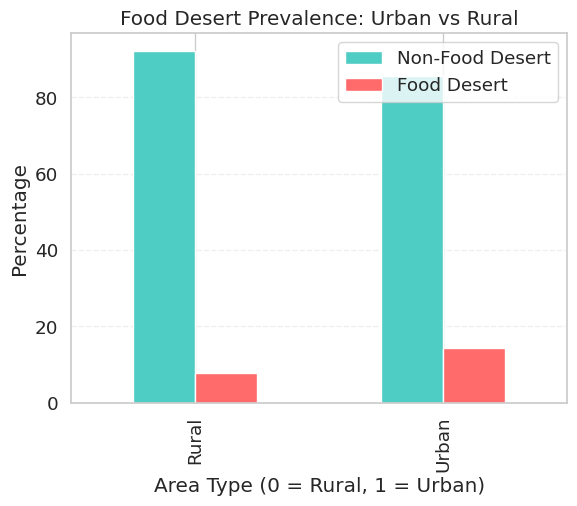 Food Desert Prevalence: Urban vs Rural
Non-Food Desert
Food Desert
Percentage
80
60
40
20
0
Rural
Urban
Area Type (0 = Rural, 1 = Urban)